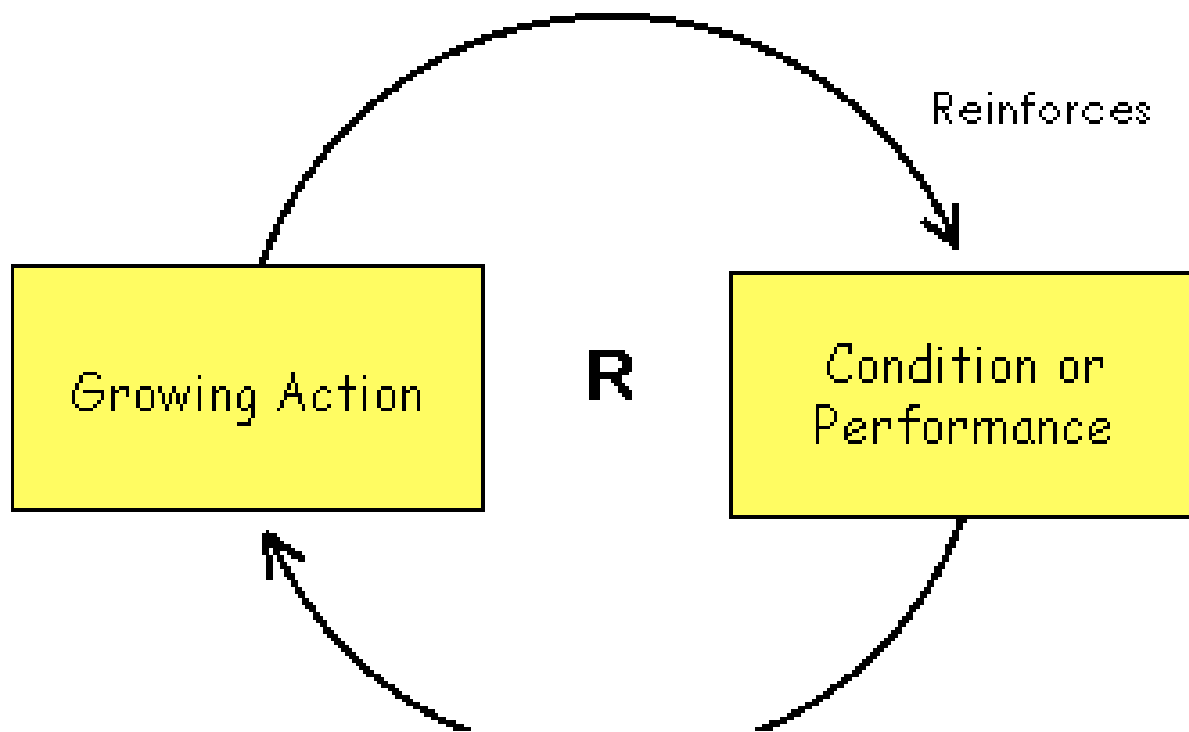 Reinforces
Growing Action
R
Condition or
Performance